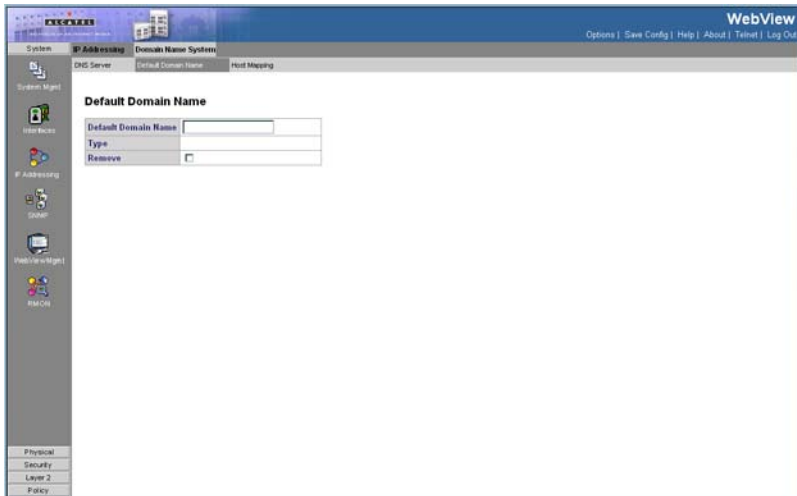 ALCATEL
WebView
Options | Save Config | Help | About | Telnet | Log Out
System
IP Addressing
Domain Name System
DNS Server
Default Domain Name
Host Mapping
System Mgmt
Interfaces
IP Addressing
SNMP
WebViewMgmt
RMON
Default Domain Name
Default Domain Name
Type
Remove
Physical
Security
Layer 2
Policy